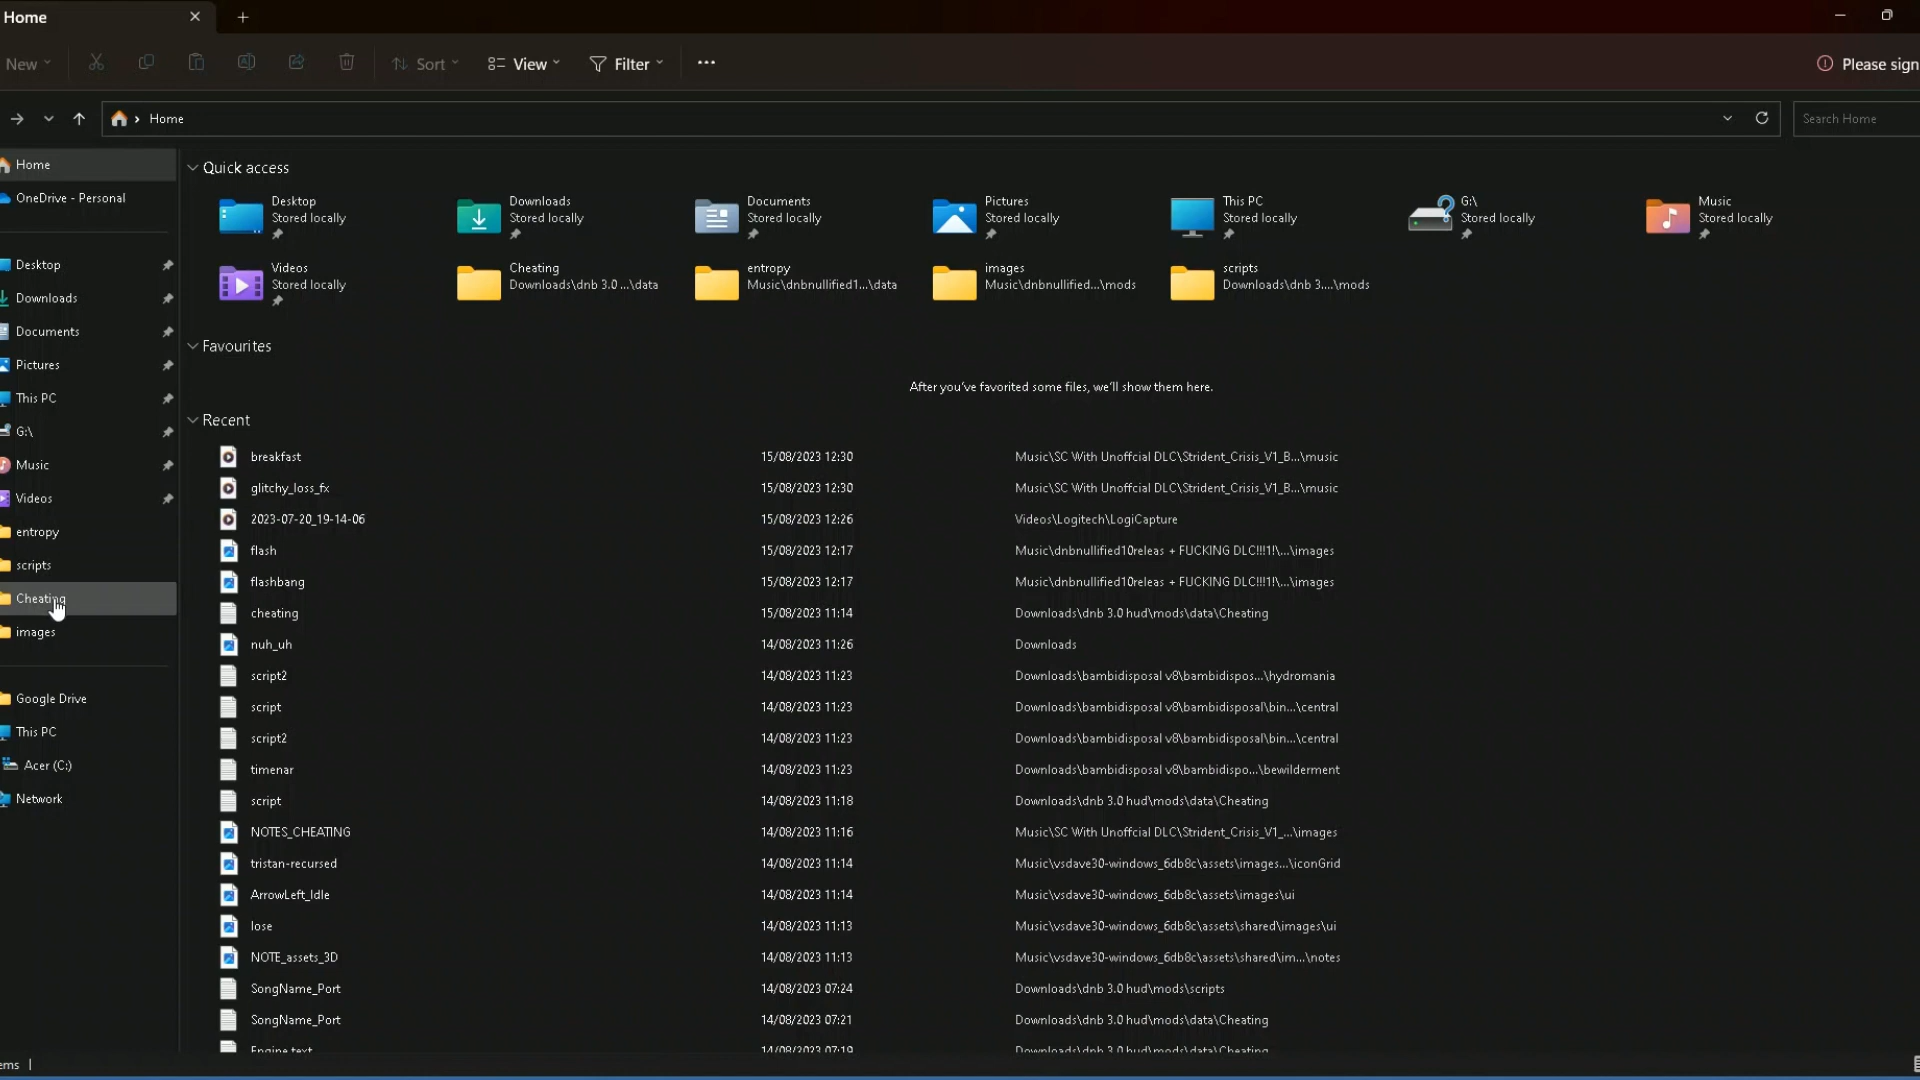 Home
New
Sort
View
Filter
Please sign
Home
Search Home
Home
OneDrive - Personal
Desktop
Downloads
Documents
Pictures
This PC
G:\
Music
Videos
entropy
scripts
Cheating
images
Google Drive
This PC
Acer (C:)
Network
Quick access
Desktop
Stored locally
Downloads
Stored locally
Documents
Stored locally
Pictures
Stored locally
This PC
Stored locally
G:\
Stored locally
Music
Stored locally
Videos
Stored locally
Cheating
Downloads\dnb 3.0 ...\data
entropy
Music\dnbnullified1...\data
images
Music\dnbnullified...\mods
scripts
Downloads\dnb 3....\mods
Favourites
After you've favorited some files, we'll show them here.
Recent
breakfast 15/08/2023 12:30 Music\SC With Unoffcial DLC\Strident_Crisis_V1_B...\music
glitchy_loss_fx 15/08/2023 12:30 Music\SC With Unoffcial DLC\Strident_Crisis_V1_B...\music
2023-07-20_19-14-06 15/08/2023 12:26 Videos\Logitech\LogiCapture
flash 15/08/2023 12:17 Music\dnbnullified10releas + FUCKING DLC!!!1!\...\images
flashbang 15/08/2023 12:17 Music\dnbnullified10releas + FUCKING DLC!!!1!\...\images
cheating 15/08/2023 11:14 Downloads\dnb 3.0 hud\mods\data\Cheating
nuh_uh 14/08/2023 11:26 Downloads
script2 14/08/2023 11:23 Downloads\bambidisposal v8\bambidispos...\hydromania
script 14/08/2023 11:23 Downloads\bambidisposal v8\bambidisposal\bin...\central
script2 14/08/2023 11:23 Downloads\bambidisposal v8\bambidisposal\bin...\central
timenar 14/08/2023 11:23 Downloads\bambidisposal v8\bambidispo...\bewilderment
script 14/08/2023 11:18 Downloads\dnb 3.0 hud\mods\data\Cheating
NOTES_CHEATING 14/08/2023 11:16 Music\SC With Unoffcial DLC\Strident_Crisis_V1_...\images
tristan-recursed 14/08/2023 11:14 Music\vsdave30-windows_6db8c\assets\images...\iconGrid
ArrowLeft_Idle 14/08/2023 11:14 Music\vsdave30-windows_6db8c\assets\images\ui
lose 14/08/2023 11:13 Music\vsdave30-windows_6db8c\assets\shared\images\ui
NOTE_assets_3D 14/08/2023 11:13 Music\vsdave30-windows_6db8c\assets\shared\im...\notes
SongName_Port 14/08/2023 07:24 Downloads\dnb 3.0 hud\mods\scripts
SongName_Port 14/08/2023 07:21 Downloads\dnb 3.0 hud\mods\data\Cheating
Engine text 14/08/2023 07:19 Downloads\dnb 3.0 hud\mods\data\Cheating
ems